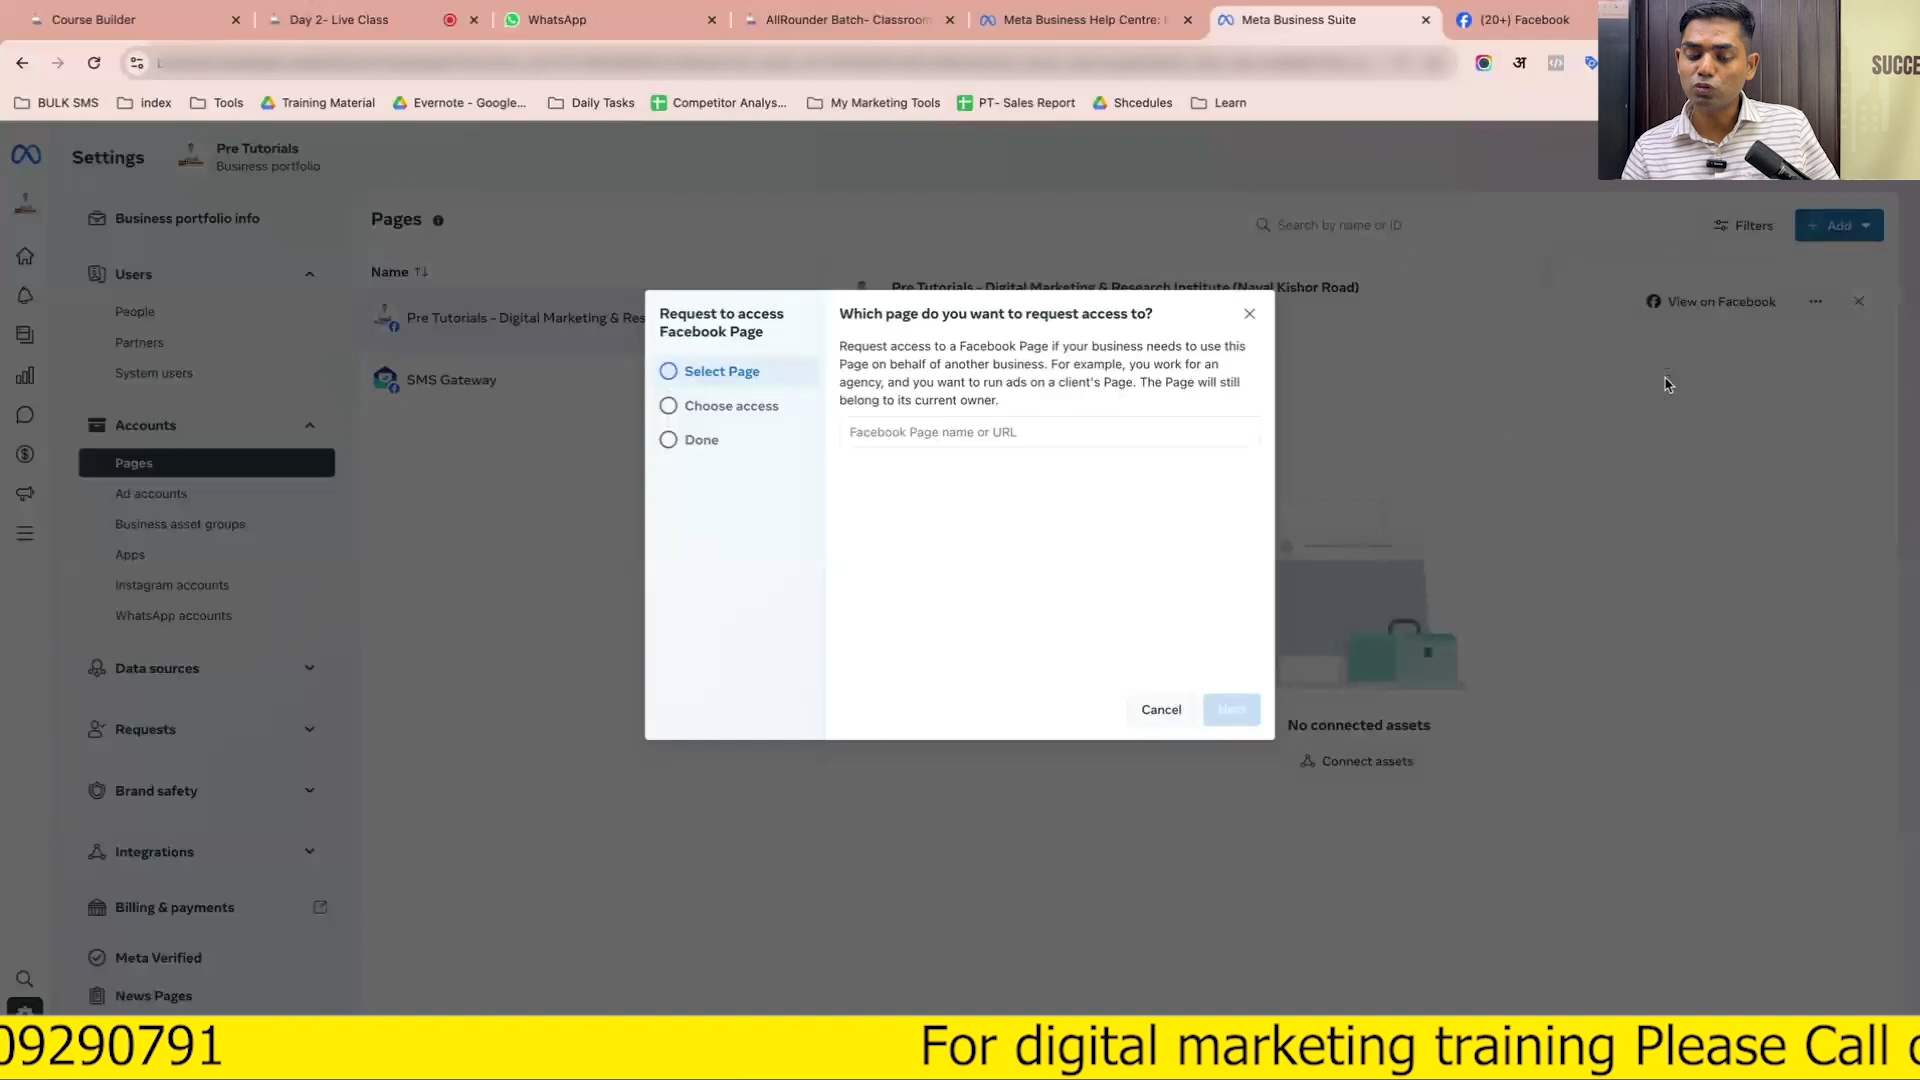 Course Builder
Day 2- Live Class
WhatsApp
AllRounder Batch- Classroom
Meta Business Help Centre:
Meta Business Suite
(20+) Facebook
BULK SMS
index
Tools
Training Material
Evernote - Google...
Daily Tasks
Competitor Analys...
My Marketing Tools
PT- Sales Report
Shcedules
Learn
SUCCE
Settings
Pre Tutorials
Business portfolio
Business portfolio info
Users
People
Partners
System users
Accounts
Pages
Ad accounts
Business asset groups
Apps
Instagram accounts
WhatsApp accounts
Data sources
Requests
Brand safety
Integrations
Billing & payments
Meta Verified
News Pages
Pages
Search by name or ID
Filters
+ Add
Name
Pre Tutorials - Digital Marketing & Res
SMS Gateway
Pre Tutorials - Digital Marketing & Research Institute (Naval Kishor Road)
View on Facebook
Request to access
Facebook Page
Select Page
Choose access
Done
Which page do you want to request access to?
Request access to a Facebook Page if your business needs to use this
Page on behalf of another business. For example, you work for an
agency, and you want to run ads on a client's Page. The Page will still
belong to its current owner.
Facebook Page name or URL
Cancel
Next
No connected assets
Connect assets
09290791
For digital marketing training Please Call